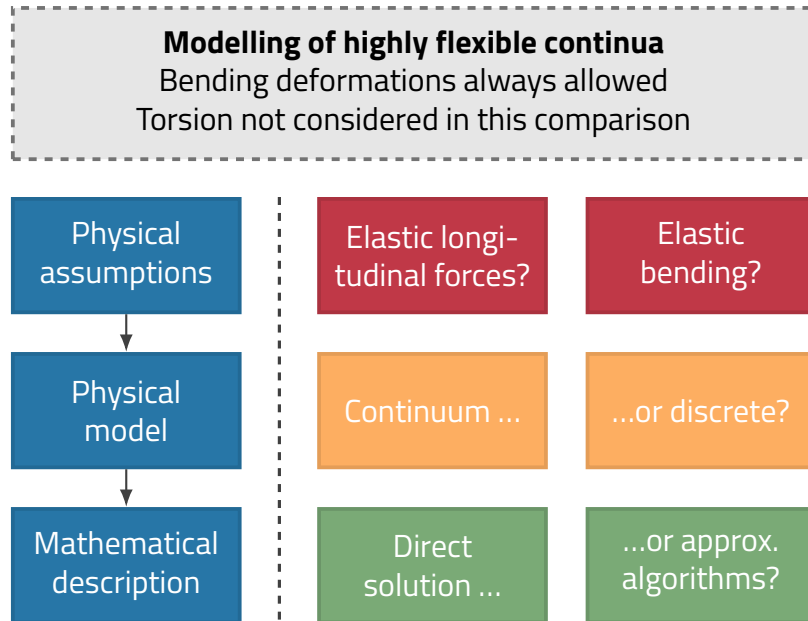 Modelling of highly flexible continua
Bending deformations always allowed
Torsion not considered in this comparison
Physical
assumptions
Elastic longi-
tudinal forces?
Elastic
bending?
Physical
model
Continuum ...
...or discrete?
Mathematical
description
Direct
solution ...
...or approx.
algorithms?